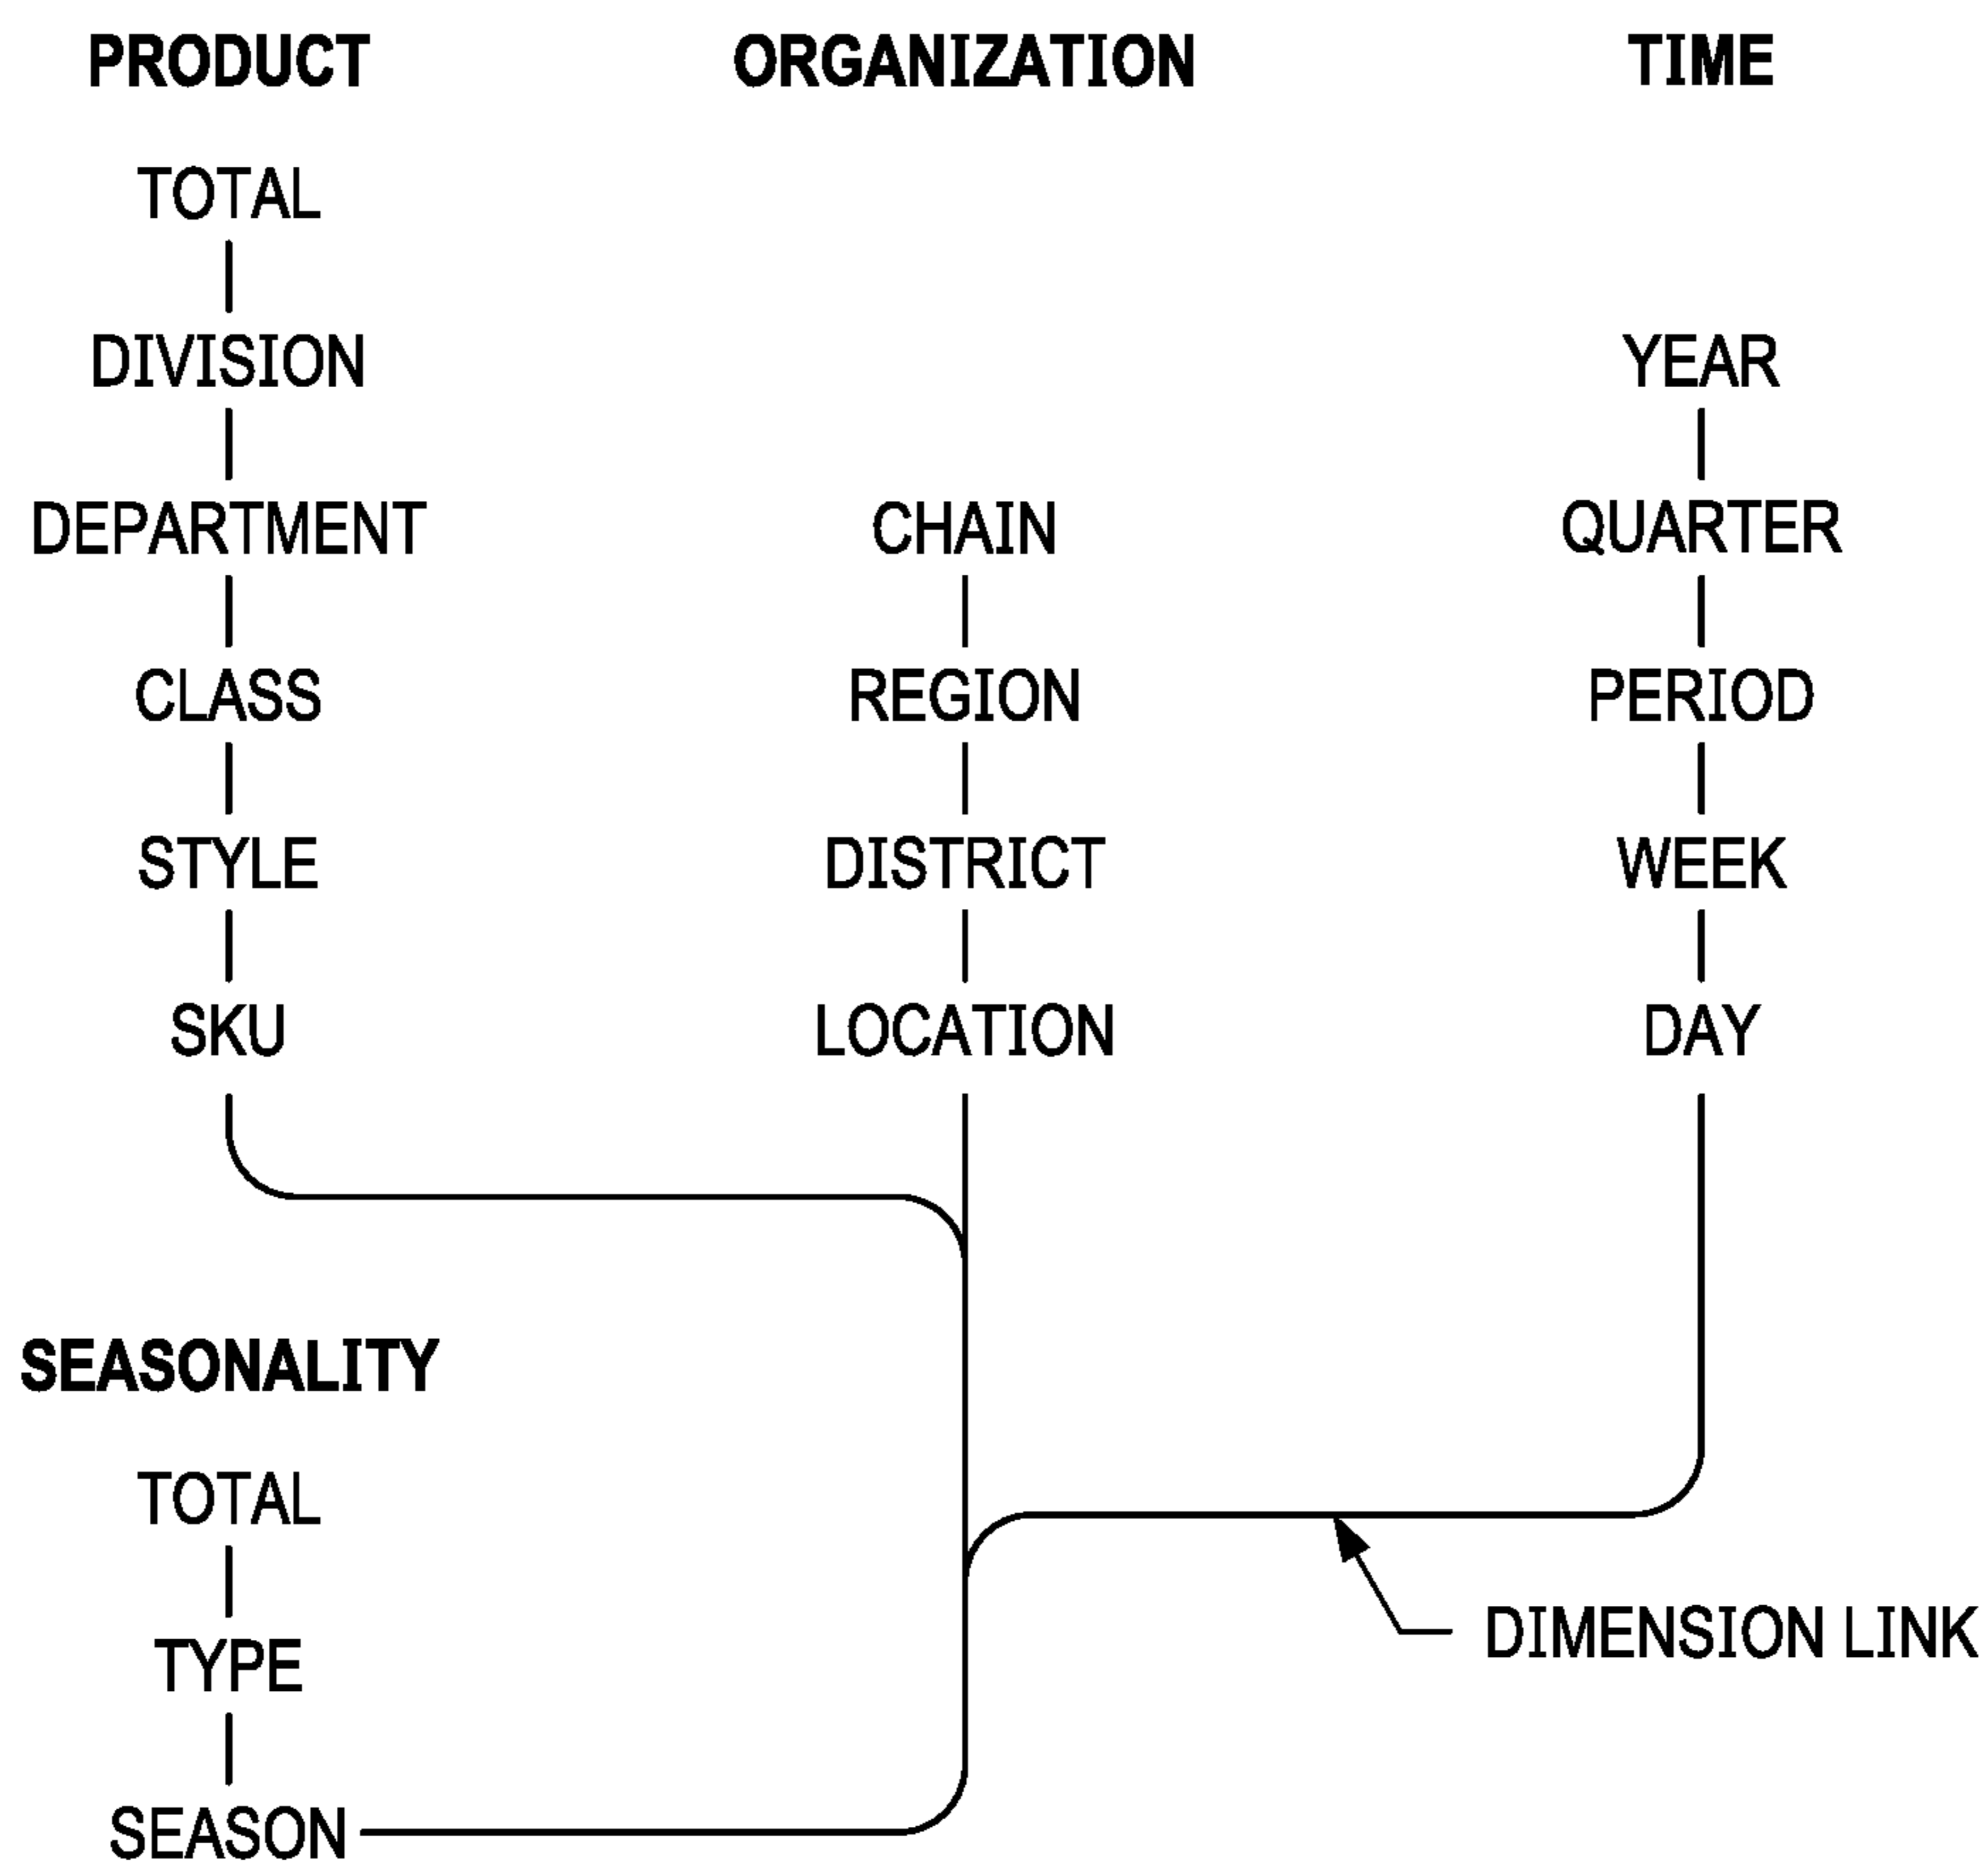 PRODUCT ORGANIZATION TIME
TOTAL
DIVISION YEAR
DEPARTMENT CHAIN QUARTER
CLASS REGION PERIOD
STYLE DISTRICT WEEK
SKU LOCATION DAY
SEASONALITY
TOTAL
DIMENSION LINK
TYPE
SEASON